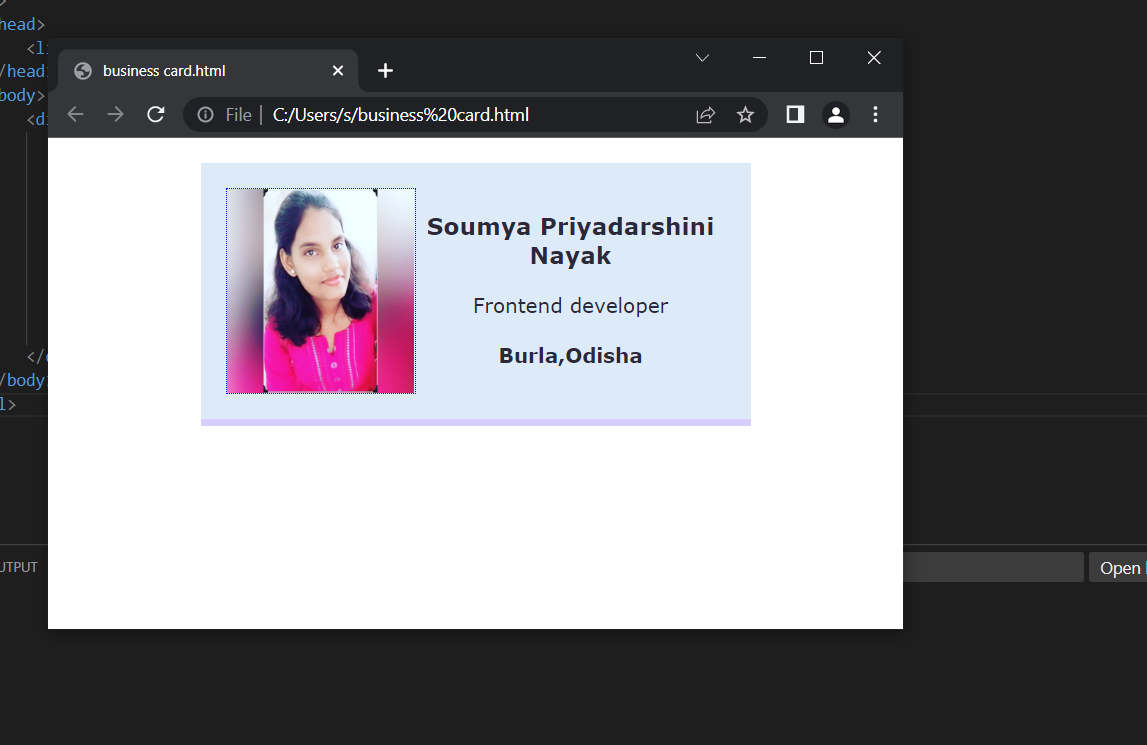 head>
<li
/head>
body>
<di
</d
/body>
l>
UTPUT
business card.html
File
C:/Users/s/business%20card.html
Soumya Priyadarshini
Nayak
Frontend developer
Burla,Odisha
Open